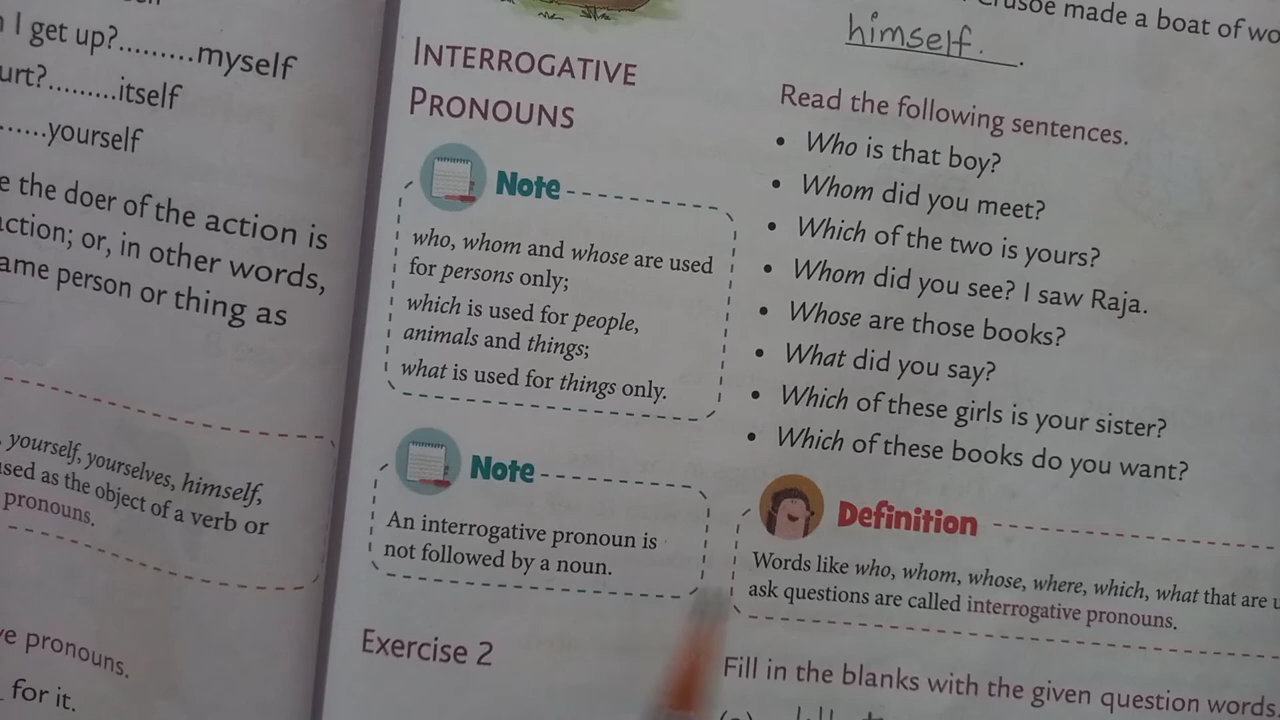 I get up?.........myself
urt?.........itself
......yourself
e the doer of the action is
action; or, in other words,
ame person or thing as
yourself, yourselves, himself,
used as the object of a verb or
pronouns.
ve pronouns.
for it.
INTERROGATIVE
PRONOUNS
Note
who, whom and whose are used
for persons only;
which is used for people,
animals and things;
what is used for things only.
Note
An interrogative pronoun is
not followed by a noun.
Exercise 2
Crusoe made a boat of wo
himself.
Read the following sentences.
• Who is that boy?
• Whom did you meet?
• Which of the two is yours?
• Whom did you see? I saw Raja.
• Whose are those books?
• What did you say?
• Which of these girls is your sister?
• Which of these books do you want?
Definition
Words like who, whom, whose, where, which, what that are u
ask questions are called interrogative pronouns.
Fill in the blanks with the given question words.